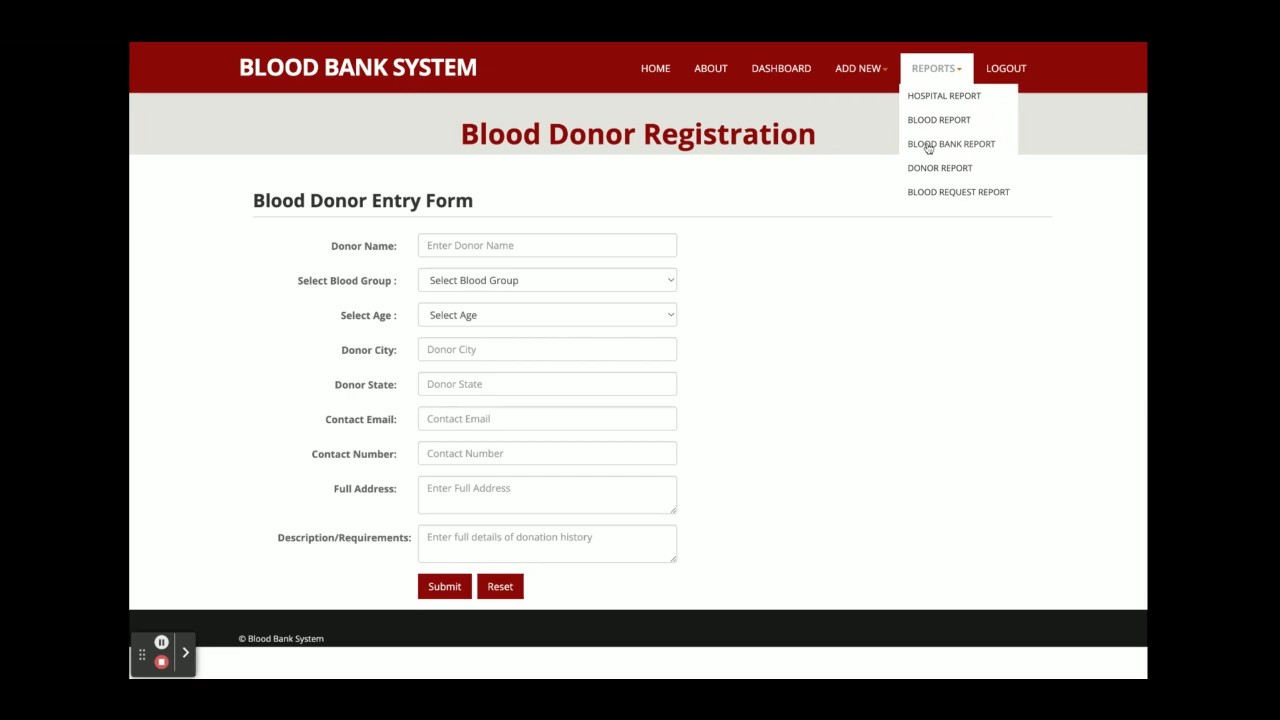 BLOOD BANK SYSTEM
HOME ABOUT DASHBOARD ADD NEW REPORTS LOGOUT
HOSPITAL REPORT
BLOOD REPORT
BLOOD BANK REPORT
DONOR REPORT
BLOOD REQUEST REPORT
Blood Donor Registration
Blood Donor Entry Form
Donor Name: Enter Donor Name
Select Blood Group : Select Blood Group
Select Age : Select Age
Donor City: Donor City
Donor State: Donor State
Contact Email: Contact Email
Contact Number: Contact Number
Full Address: Enter Full Address
Description/Requirements: Enter full details of donation history
Submit Reset
© Blood Bank System